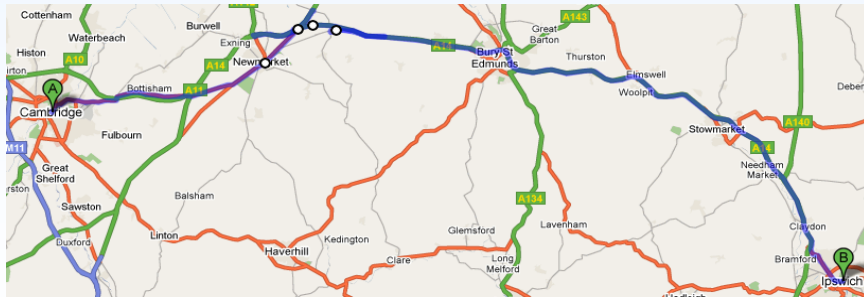 Cottenham
Waterbeach
Histon
A10
irton
A
Cambridge
Bottisham
Fulbourn
M11
Great
Shelford
Sawston
Duxford
Burwell
Exning
A14
Newmarket
A11
Balsham
Linton
Haverhill
Kedington
Clare
Glemsford
Long
Melford
Lavenham
A134
Bury St
Edmunds
Great
Barton
A143
Thurston
Elmswell
Woolpit
Stowmarket
A140
Deber
A14
Needham
Market
Claydon
Bramford
B
Ipswich